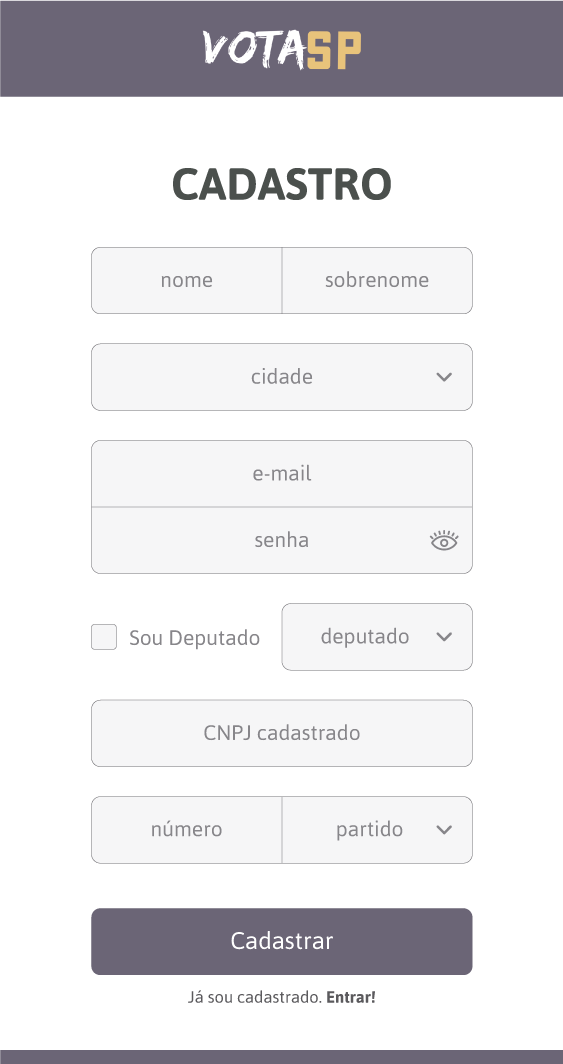 VOTASP
CADASTRO
nome sobrenome
cidade
e-mail
senha
Sou Deputado deputado
CNPJ cadastrado
número partido
Cadastrar
Já sou cadastrado. Entrar!